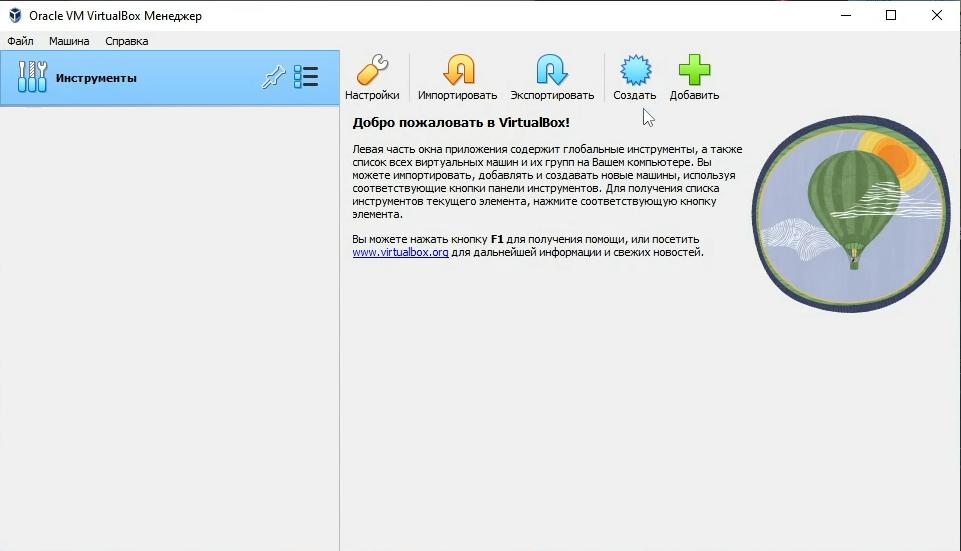 Oracle VM VirtualBox Менеджер
Файл Машина Справка
Инструменты
Настройки Импортировать Экспортировать Создать Добавить
Добро пожаловать в VirtualBox!
Левая часть окна приложения содержит глобальные инструменты, а также
список всех виртуальных машин и их групп на Вашем компьютере. Вы
можете импортировать, добавлять и создавать новые машины, используя
соответствующие кнопки панели инструментов. Для получения списка
инструментов текущего элемента, нажмите соответствующую кнопку
элемента.
Вы можете нажать кнопку F1 для получения помощи, или посетить
www.virtualbox.org для дальнейшей информации и свежих новостей.